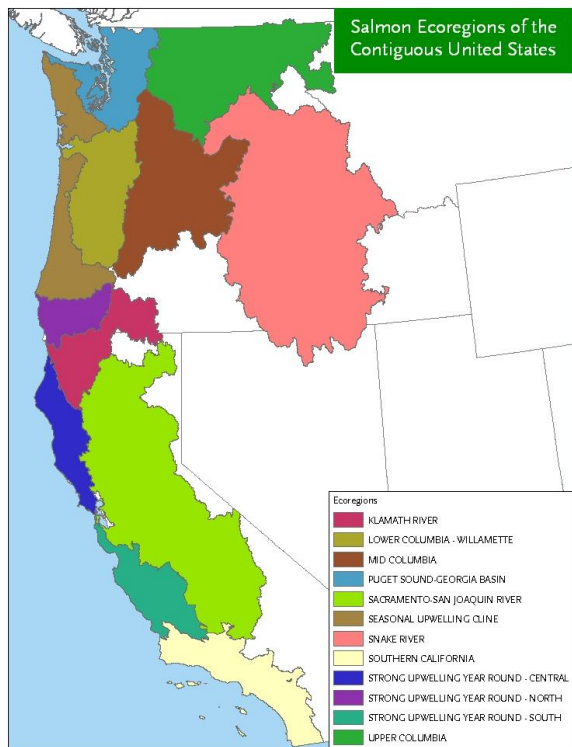 Salmon Ecoregions of the
Contiguous United States
Ecoregions
KLAMATH RIVER
LOWER COLUMBIA - WILLAMETTE
MID COLUMBIA
PUGET SOUND-GEORGIA BASIN
SACRAMENTO-SAN JOAQUIN RIVER
SEASONAL UPWELLING CLINE
SNAKE RIVER
SOUTHERN CALIFORNIA
STRONG UPWELLING YEAR ROUND - CENTRAL
STRONG UPWELLING YEAR ROUND - NORTH
STRONG UPWELLING YEAR ROUND - SOUTH
UPPER COLUMBIA